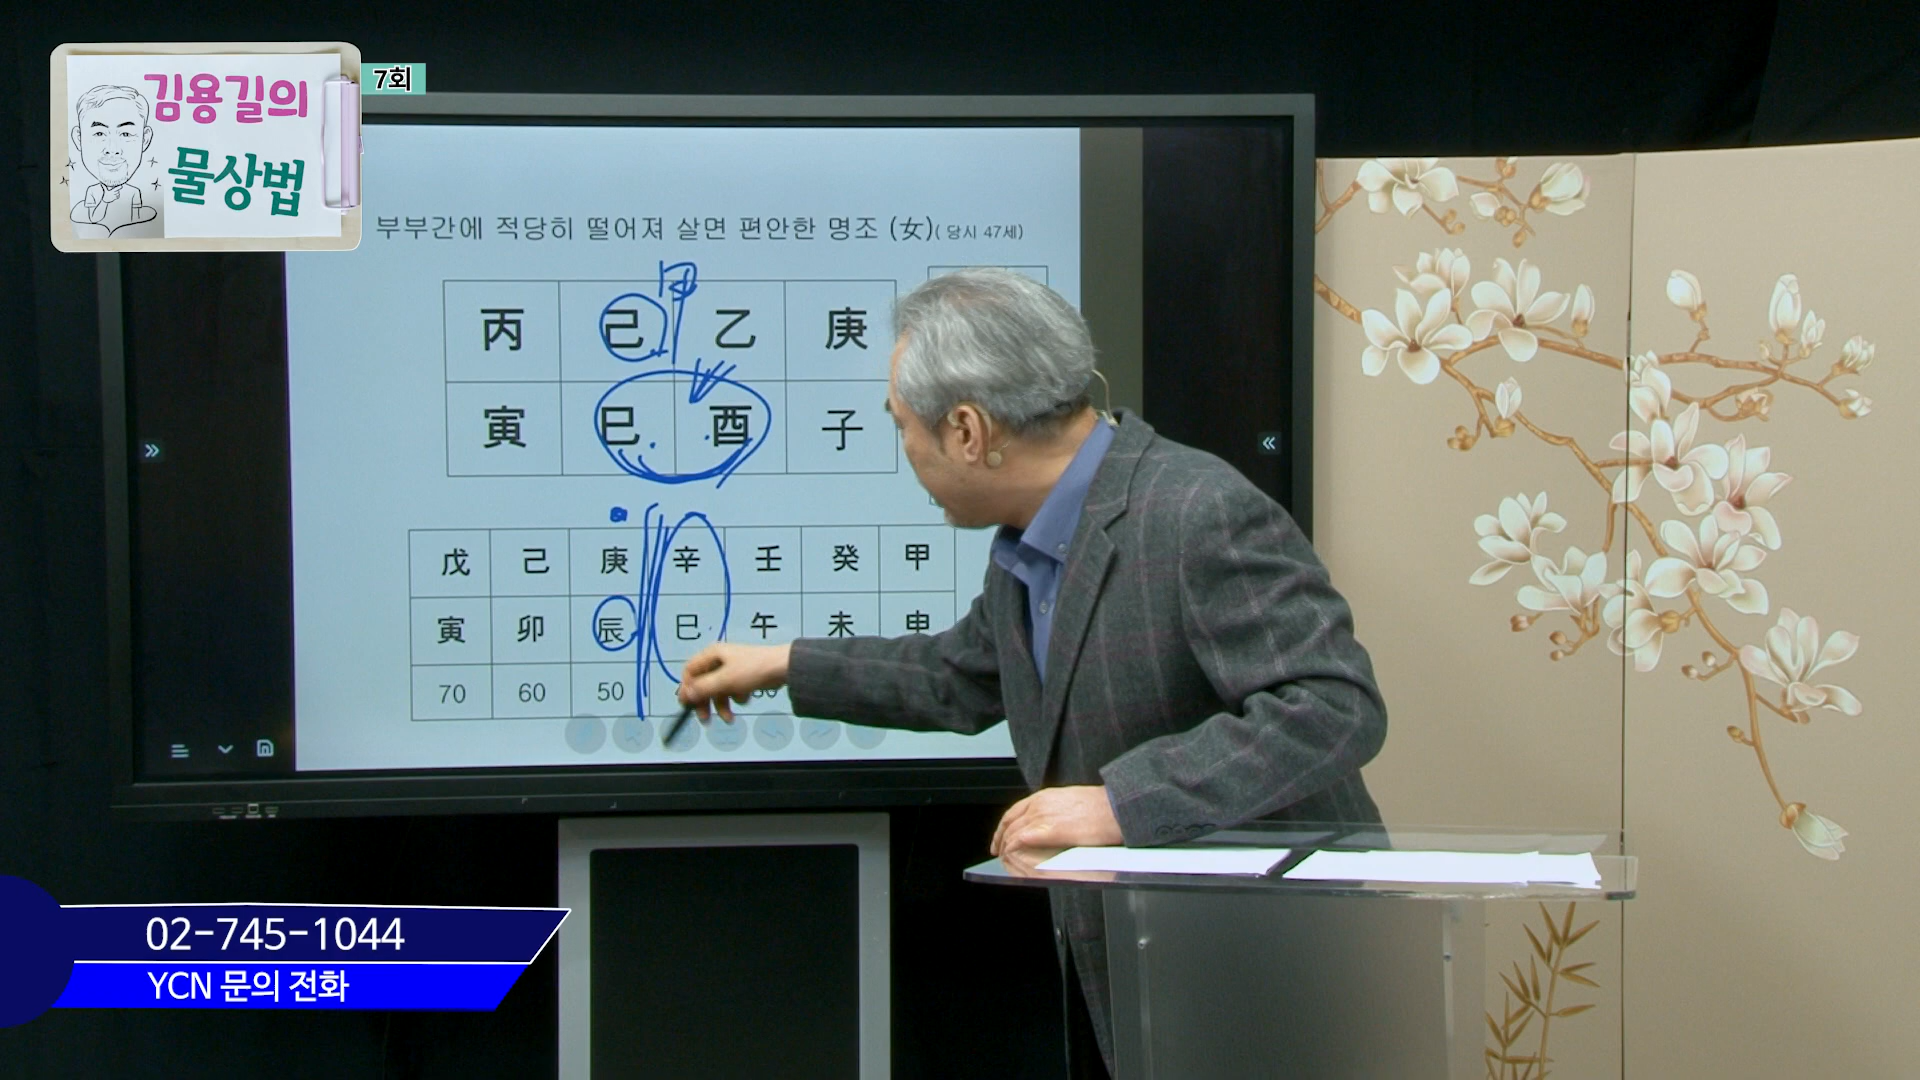 김용길의
물상법
7회
부부간에 적당히 떨어져 살면 편안한 명조 (女)( 당시 47세)
丙 己 乙 庚
寅 巳 酉 子
戊 己 庚 辛 壬 癸 甲
寅 卯 辰 巳 午 未 申
70 60 50
02-745-1044
YCN 문의 전화